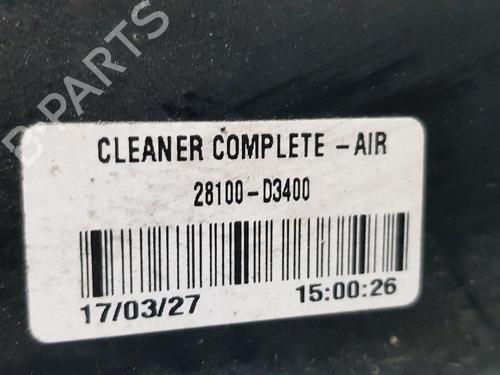 B PARTS
CLEANER COMPLETE -AIR
28100-D3400
17/03/27 15:00:26